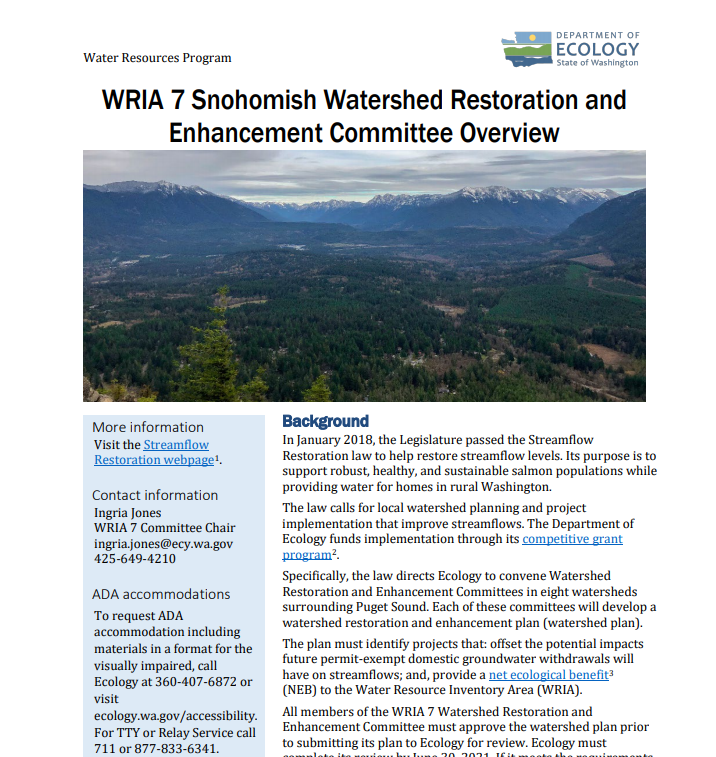 Water Resources Program
DEPARTMENT OF
ECOLOGY
State of Washington
WRIA 7 Snohomish Watershed Restoration and
Enhancement Committee Overview
More information
Visit the Streamflow
Restoration webpage¹.
Contact information
Ingria Jones
WRIA 7 Committee Chair
ingria.jones@ecy.wa.gov
425-649-4210
ADA accommodations
To request ADA
accommodation including
materials in a format for the
visually impaired, call
Ecology at 360-407-6872 or
visit
ecology.wa.gov/accessibility.
For TTY or Relay Service call
711 or 877-833-6341.
Background
In January 2018, the Legislature passed the Streamflow
Restoration law to help restore streamflow levels. Its purpose is to
support robust, healthy, and sustainable salmon populations while
providing water for homes in rural Washington.
The law calls for local watershed planning and project
implementation that improve streamflows. The Department of
Ecology funds implementation through its competitive grant
program².
Specifically, the law directs Ecology to convene Watershed
Restoration and Enhancement Committees in eight watersheds
surrounding Puget Sound. Each of these committees will develop a
watershed restoration and enhancement plan (watershed plan).
The plan must identify projects that: offset the potential impacts
future permit-exempt domestic groundwater withdrawals will
have on streamflows; and, provide a net ecological benefit³
(NEB) to the Water Resource Inventory Area (WRIA).
All members of the WRIA 7 Watershed Restoration and
Enhancement Committee must approve the watershed plan prior
to submitting its plan to Ecology for review. Ecology must
complete its review by June 30, 2021. If it meets the requirements